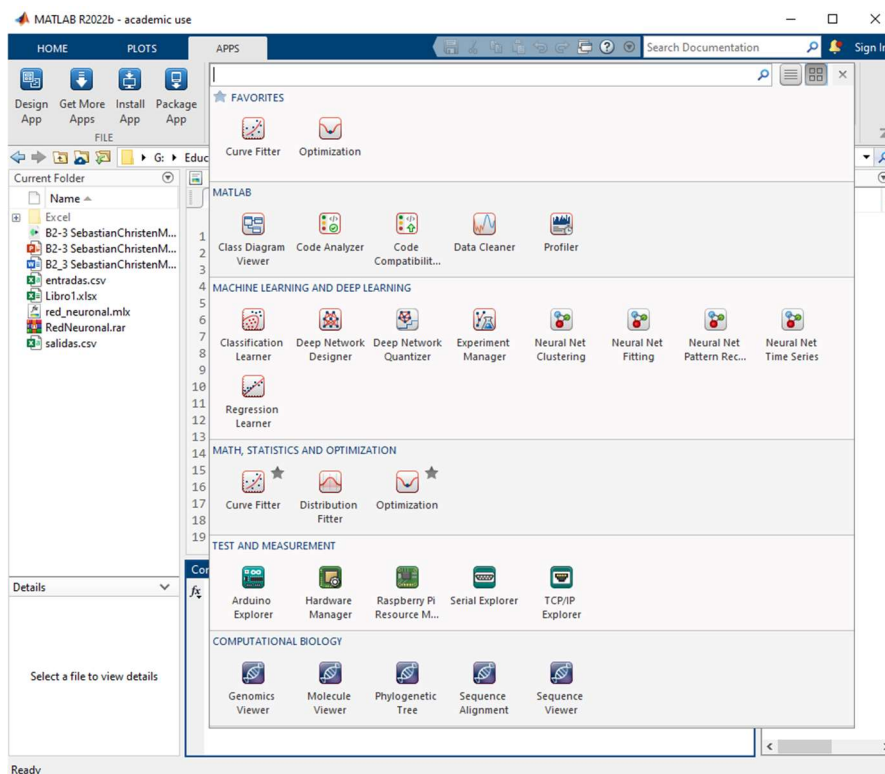 MATLAB R2022b - academic use
HOME PLOTS APPS Search Documentation Sign In
Design App
Get More Apps
Install App
Package App
FILE
G: Educ
Current Folder
Name
Excel
B2-3 SebastianChristenM...
B2-3 SebastianChristenM...
B2_3 SebastianChristenM...
entradas.csv
Libro1.xlsx
red_neuronal.mlx
RedNeuronal.rar
salidas.csv
Details
Select a file to view details
Ready
1
2
3
4
5
6
7
8
9
10
11
12
13
14
15
16
17
18
19
Cor
fx
FAVORITES
Curve Fitter Optimization
MATLAB
Class Diagram Viewer
Code Analyzer
Code Compatibilit...
Data Cleaner
Profiler
MACHINE LEARNING AND DEEP LEARNING
Classification Learner
Deep Network Designer
Deep Network Quantizer
Experiment Manager
Neural Net Clustering
Neural Net Fitting
Neural Net Pattern Rec...
Neural Net Time Series
Regression Learner
MATH, STATISTICS AND OPTIMIZATION
Curve Fitter
Distribution Fitter
Optimization
TEST AND MEASUREMENT
Arduino Explorer
Hardware Manager
Raspberry Pi Resource M...
Serial Explorer
TCP/IP Explorer
COMPUTATIONAL BIOLOGY
Genomics Viewer
Molecule Viewer
Phylogenetic Tree
Sequence Alignment
Sequence Viewer